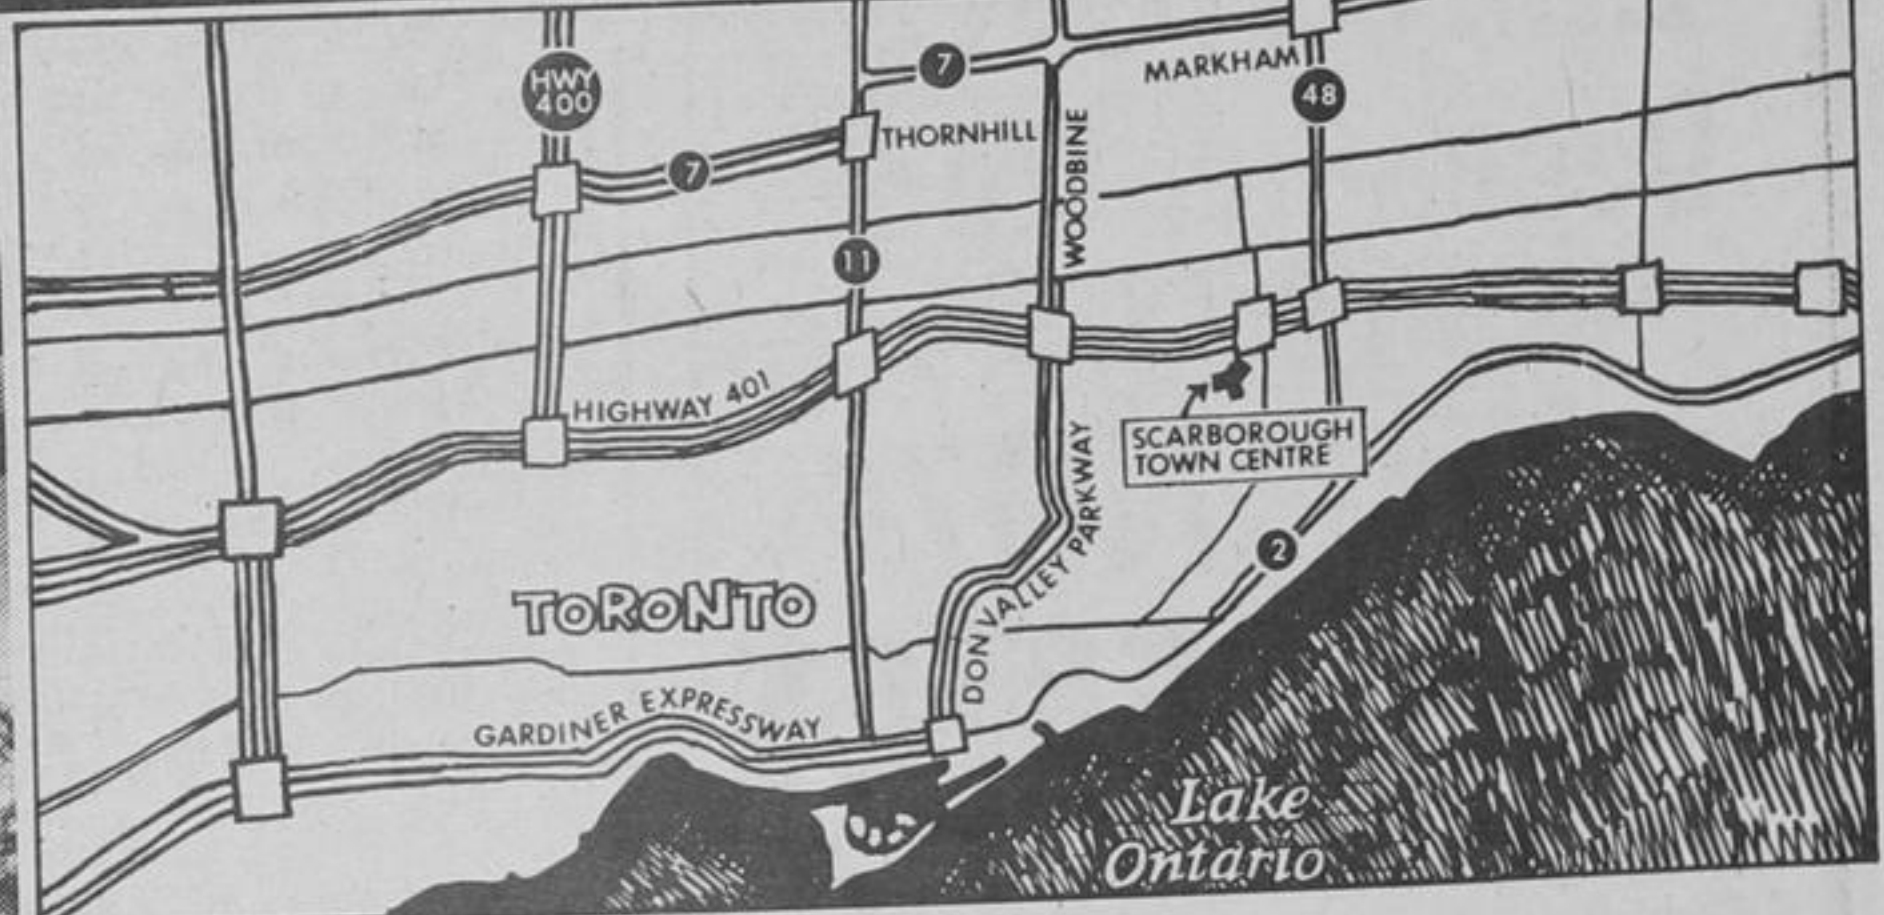 HWY
400
7
MARKHAM
48
THORNHILL
7
WOODBINE
11
HIGHWAY 401
SCARBOROUGH
TOWN CENTRE
DON VALLEY PARKWAY
2
TORONTO
GARDINER EXPRESSWAY
Lake
Ontario